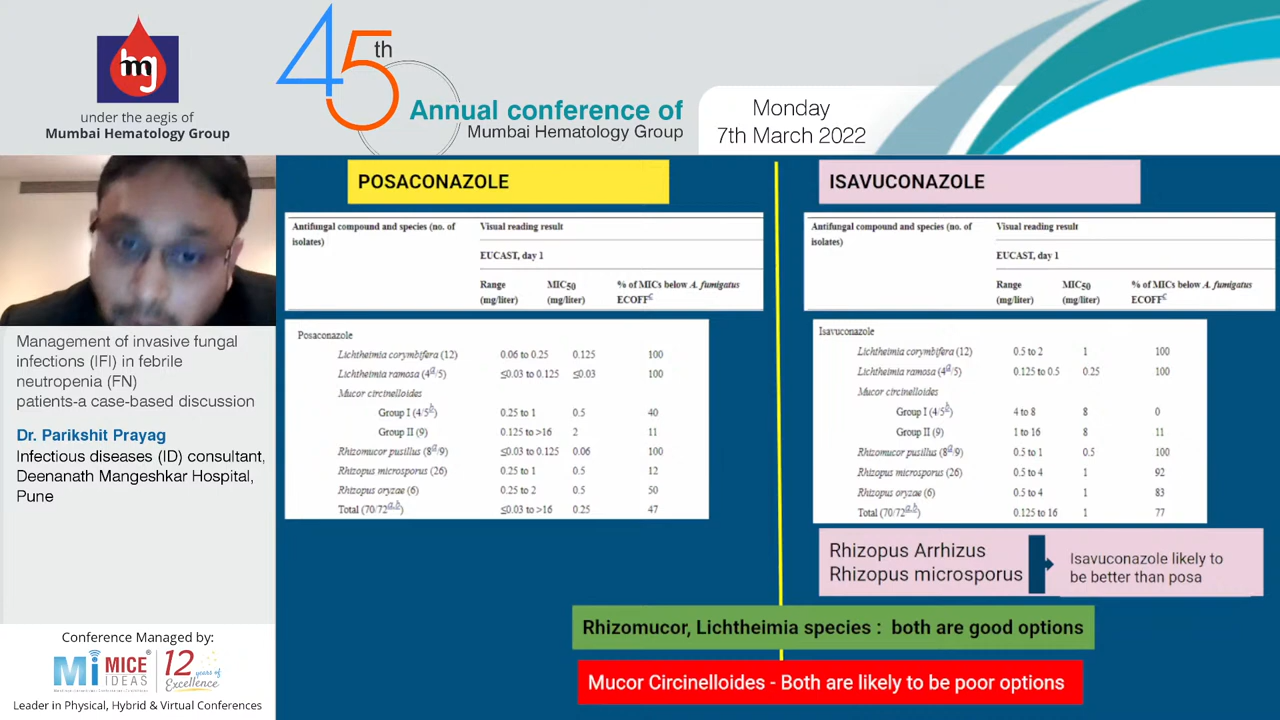 hmg
under the aegis of
Mumbai Hematology Group
45th
Annual conference of
Mumbai Hematology Group
Monday
7th March 2022
Management of invasive fungal
infections (IFI) in febrile
neutropenia (FN)
patients-a case-based discussion
Dr. Parikshit Prayag
Infectious diseases (ID) consultant,
Deenanath Mangeshkar Hospital,
Pune
Conference Managed by:
Mi MICE IDEAS 12 years of Excellence
Leader in Physical, Hybrid & Virtual Conferences
POSACONAZOLE
Antifungal compound and species (no. of Visual reading result
isolates)
EUCAST, day 1
Range MIC50 % of MICs below A. fumigatus
(mg/liter) (mg/liter) ECOFFc
Posaconazole
Lichtheimia corymbifera (12) 0.06 to 0.25 0.125 100
Lichtheimia ramosa (4a/5) ≤0.03 to 0.125 ≤0.03 100
Mucor circinelloides
Group I (4/5b) 0.25 to 1 0.5 40
Group II (9) 0.125 to >16 2 11
Rhizomucor pusillus (8a/9) ≤0.03 to 0.125 0.06 100
Rhizopus microsporus (26) 0.25 to 1 0.5 12
Rhizopus oryzae (6) 0.25 to 2 0.5 50
Total (70/72a,b) ≤0.03 to >16 0.25 47
ISAVUCONAZOLE
Antifungal compound and species (no. of Visual reading result
isolates)
EUCAST, day 1
Range MIC50 % of MICs below A. fumigatus
(mg/liter) (mg/liter) ECOFFc
Isavuconazole
Lichtheimia corymbifera (12) 0.5 to 2 1 100
Lichtheimia ramosa (4a/5) 0.125 to 0.5 0.25 100
Mucor circinelloides
Group I (4/5b) 4 to 8 8 0
Group II (9) 1 to 16 8 11
Rhizomucor pusillus (8a/9) 0.5 to 1 0.5 100
Rhizopus microsporus (26) 0.5 to 4 1 92
Rhizopus oryzae (6) 0.5 to 4 1 83
Total (70/72a,b) 0.125 to 16 1 77
Rhizopus Arrhizus
Rhizopus microsporus
Isavuconazole likely to
be better than posa
Rhizomucor, Lichtheimia species : both are good options
Mucor Circinelloides - Both are likely to be poor options